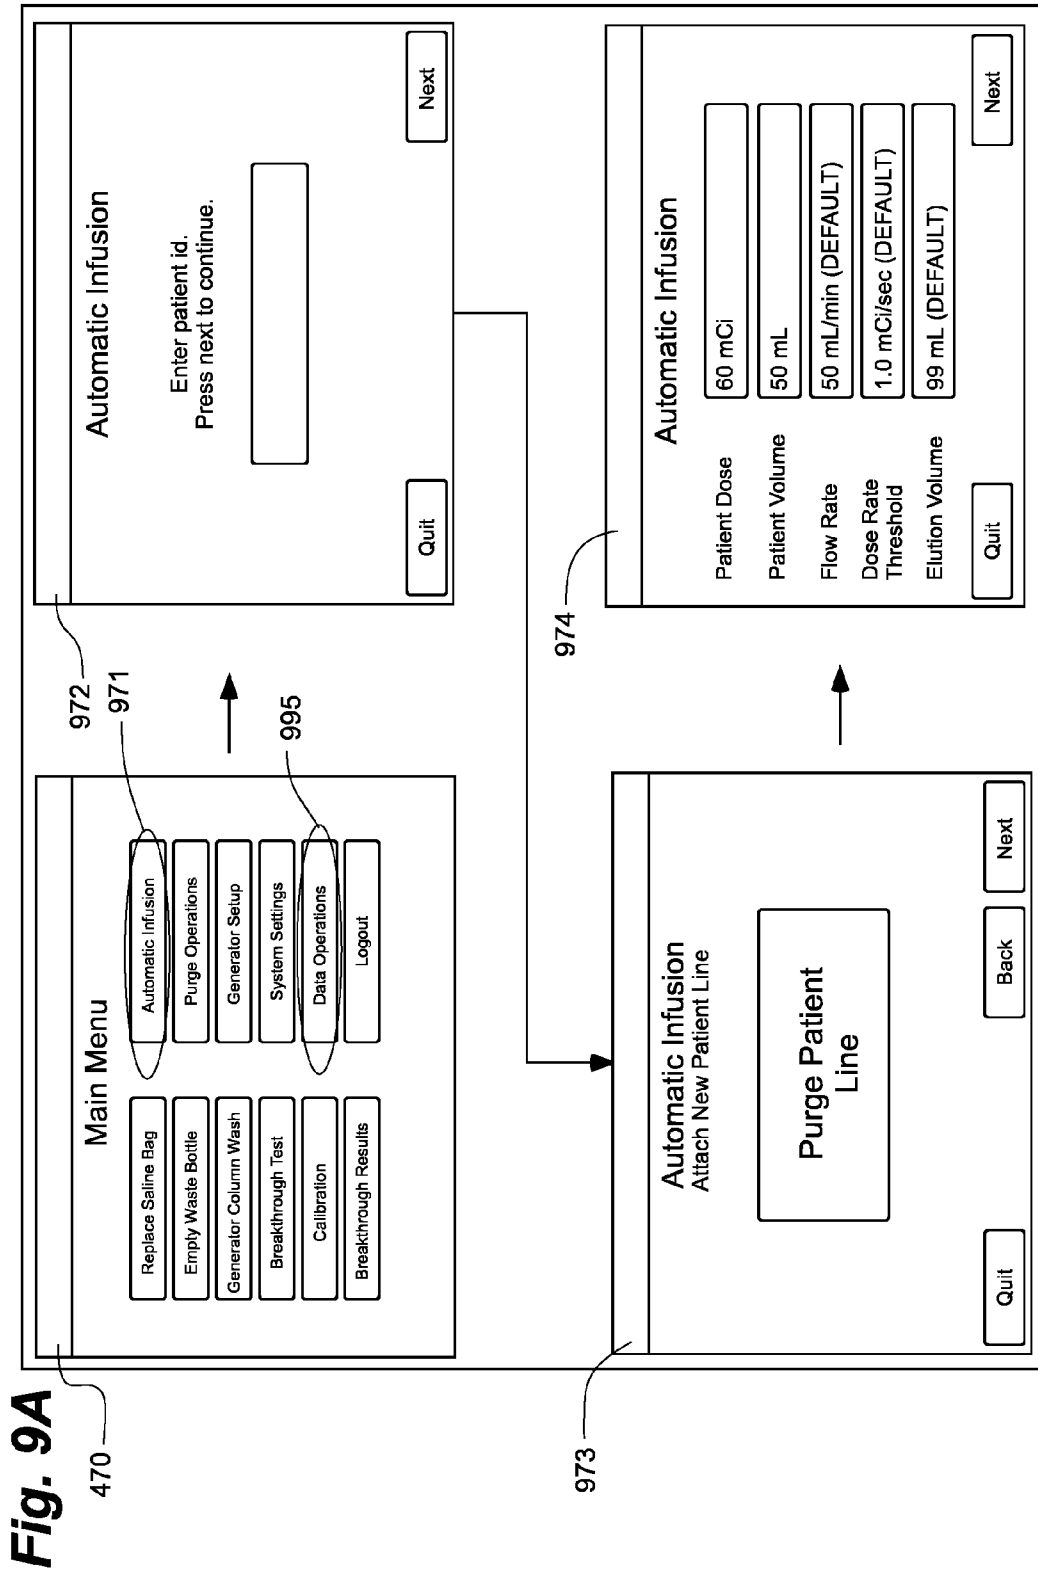 Fig. 9A
470
Main Menu
Replace Saline Bag
Empty Waste Bottle
Generator Column Wash
Breakthrough Test
Calibration
Breakthrough Results
Automatic Infusion
Purge Operations
Generator Setup
System Settings
Data Operations
Logout
971
995
972
Automatic Infusion
Enter patient id.
Press next to continue.
Quit
Next
973
Automatic Infusion
Attach New Patient Line
Purge Patient
Line
Quit
Back
Next
974
Automatic Infusion
Patient Dose
60 mCi
Patient Volume
50 mL
Flow Rate
50 mL/min (DEFAULT)
Dose Rate
Threshold
1.0 mCi/sec (DEFAULT)
Elution Volume
99 mL (DEFAULT)
Quit
Next